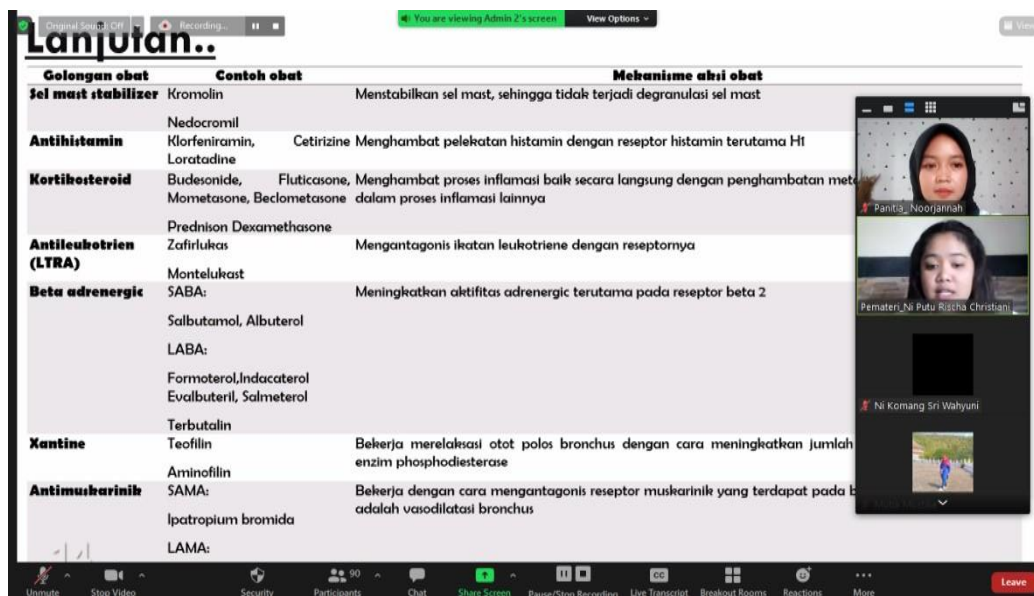 Original Sound: Off
Recording...
You are viewing Admin 2's screen
View Options
View
Lanjutan..
Golongan obat Contoh obat Mekanisme aksi obat
Sel mast stabilizer Kromolin Menstabilkan sel mast, sehingga tidak terjadi degranulasi sel mast
Nedocromil
Antihistamin Klorfeniramin, Cetirizine Menghambat pelekatan histamin dengan reseptor histamin terutama H1
Loratadine
Kortikosteroid Budesonide, Fluticasone, Menghambat proses inflamasi baik secara langsung dengan penghambatan
Mometasone, Beclometasone dalam proses inflamasi lainnya
Prednison Dexamethasone
Antileukotrien Zafirlukas Mengantagonis ikatan leukotriene dengan reseptornya
(LTRA)
Montelukast
Beta adrenergic SABA: Meningkatkan aktifitas adrenergic terutama pada reseptor beta 2
Salbutamol, Albuterol
LABA:
Formoterol,Indacaterol
Evalbuteril, Salmeterol
Terbutalin
Xantine Teofilin Bekerja merelaksasi otot polos bronchus dengan cara meningkatkan jumlah
enzim phosphodiesterase
Aminofilin
Antimuskarinik SAMA: Bekerja dengan cara mengantagonis reseptor muskarinik yang terdapat pada
adalah vasodilatasi bronchus
Ipatropium bromida
LAMA:
Panitia_Noorjannah
Pemateri_Ni Putu Rischa Christiani
Ni Komang Sri Wahyuni
Unmute Stop Video Security Participants 90 Chat Share Screen Pause/Stop Recording Live Transcript Breakout Rooms Reactions More Leave